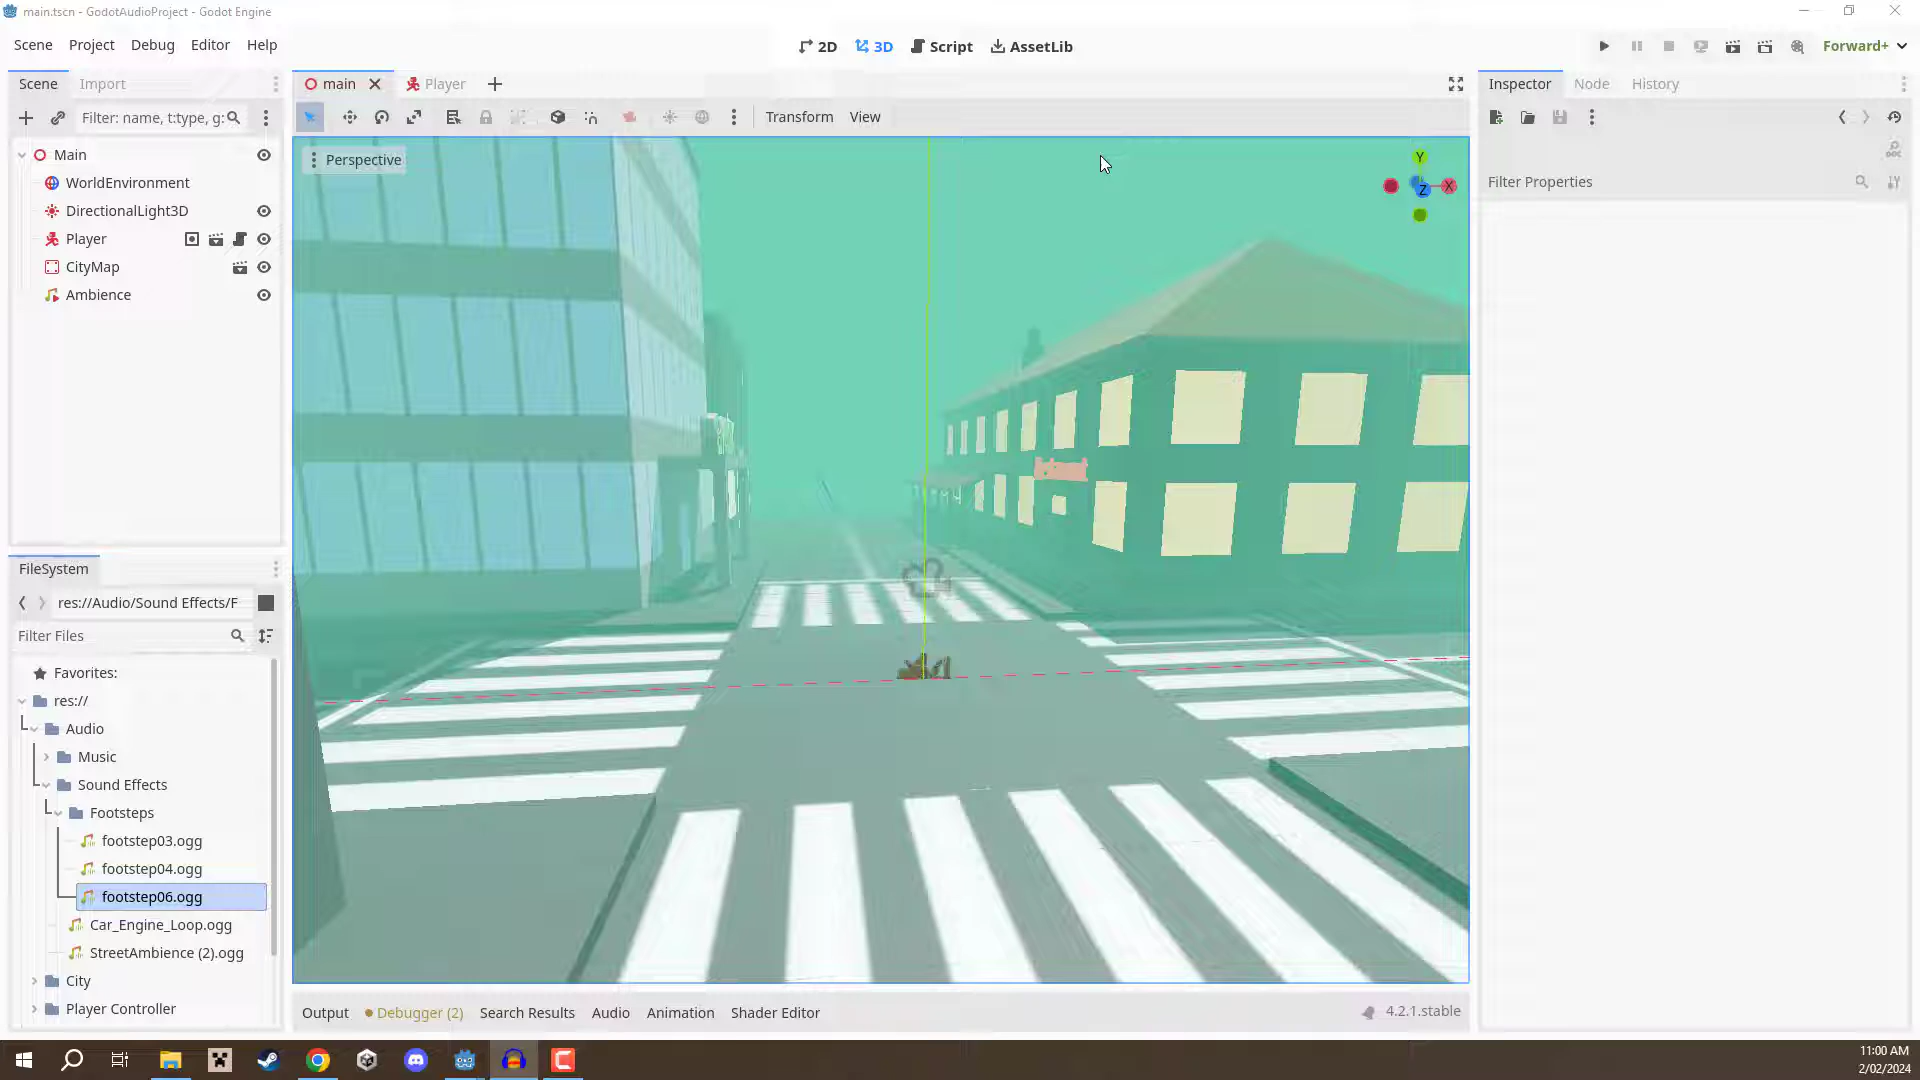 main.tscn - GodotAudioProject - Godot Engine
Scene Project Debug Editor Help
2D 3D Script AssetLib
Forward+
Scene Import
main Player
Inspector Node History
Filter: name, t:type, g:
Transform View
Perspective
Y
X
Z
Filter Properties
Main
WorldEnvironment
DirectionalLight3D
Player
CityMap
Ambience
FileSystem
res://Audio/Sound Effects/F
Filter Files
Favorites:
res://
Audio
Music
Sound Effects
Footsteps
footstep03.ogg
footstep04.ogg
footstep06.ogg
Car_Engine_Loop.ogg
StreetAmbience (2).ogg
City
Player Controller
Output Debugger (2) Search Results Audio Animation Shader Editor
4.2.1.stable
11:00 AM
2/02/2024